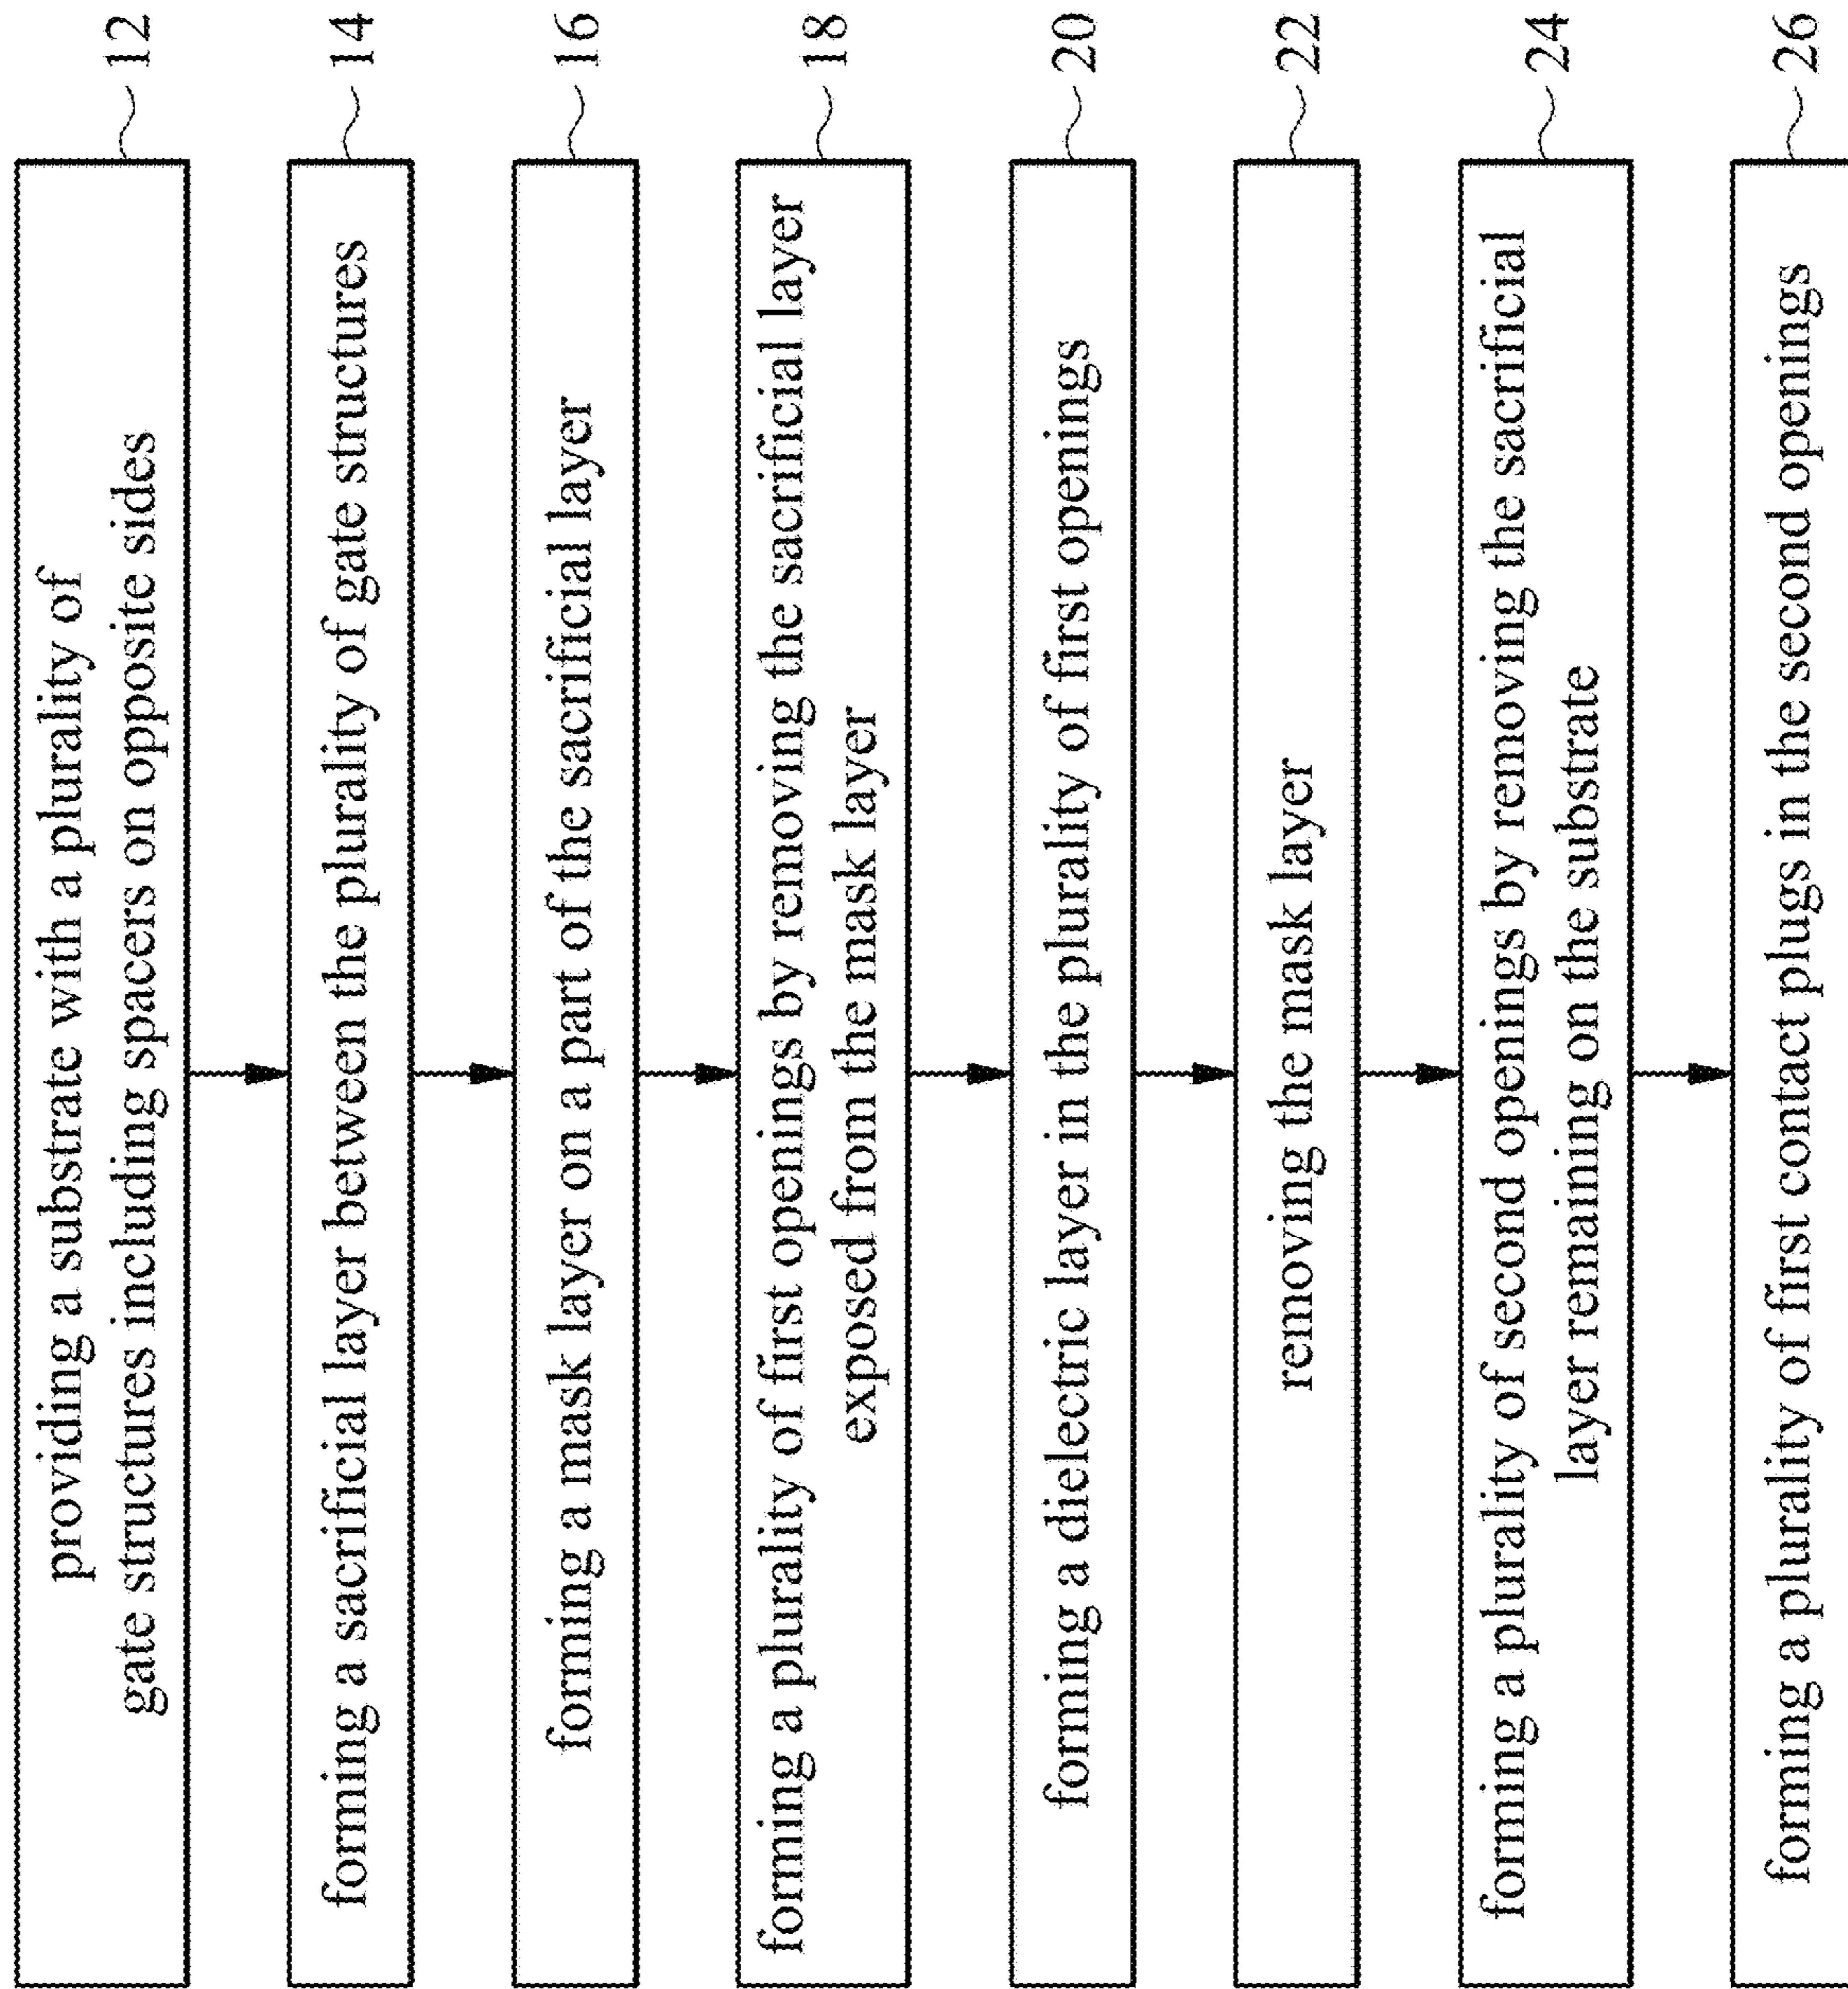 providing a substrate with a plurality of
gate structures including spacers on opposite sides
12
forming a sacrificial layer between the plurality of gate structures
14
forming a mask layer on a part of the sacrificial layer
16
forming a plurality of first openings by removing the sacrificial layer
exposed from the mask layer
18
forming a dielectric layer in the plurality of first openings
20
removing the mask layer
22
forming a plurality of second openings by removing the sacrificial
layer remaining on the substrate
24
forming a plurality of first contact plugs in the second openings
26